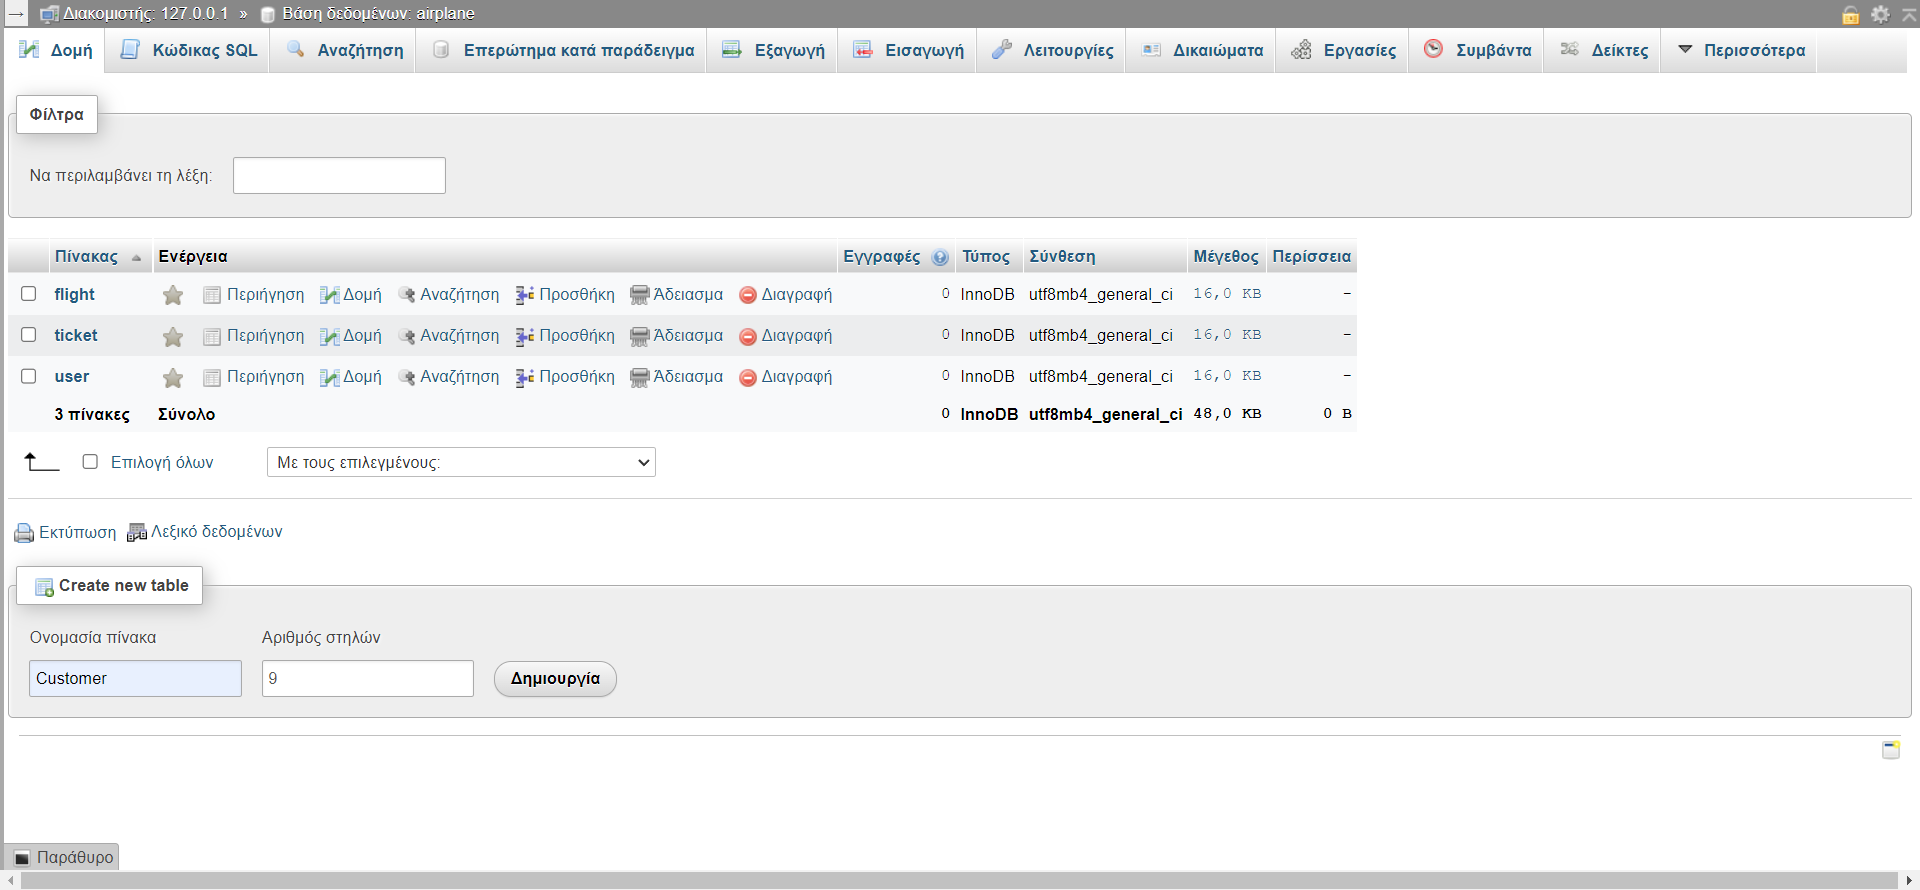 Διακομιστής: 127.0.0.1 » Βάση δεδομένων: airplane
Δομή Κώδικας SQL Αναζήτηση Επερώτημα κατά παράδειγμα Εξαγωγή Εισαγωγή Λειτουργίες Δικαιώματα Εργασίες Συμβάντα Δείκτες Περισσότερα
Φίλτρα
Να περιλαμβάνει τη λέξη:
Πίνακας Ενέργεια Εγγραφές Τύπος Σύνθεση Μέγεθος Περίσσεια
flight Περιήγηση Δομή Αναζήτηση Προσθήκη Άδειασμα Διαγραφή 0 InnoDB utf8mb4_general_ci 16,0 KB -
ticket Περιήγηση Δομή Αναζήτηση Προσθήκη Άδειασμα Διαγραφή 0 InnoDB utf8mb4_general_ci 16,0 KB -
user Περιήγηση Δομή Αναζήτηση Προσθήκη Άδειασμα Διαγραφή 0 InnoDB utf8mb4_general_ci 16,0 KB -
3 πίνακες Σύνολο 0 InnoDB utf8mb4_general_ci 48,0 KB 0 B
Επιλογή όλων Με τους επιλεγμένους:
Εκτύπωση Λεξικό δεδομένων
Create new table
Ονομασία πίνακα Αριθμός στηλών
Customer 9 Δημιουργία
Παράθυρο